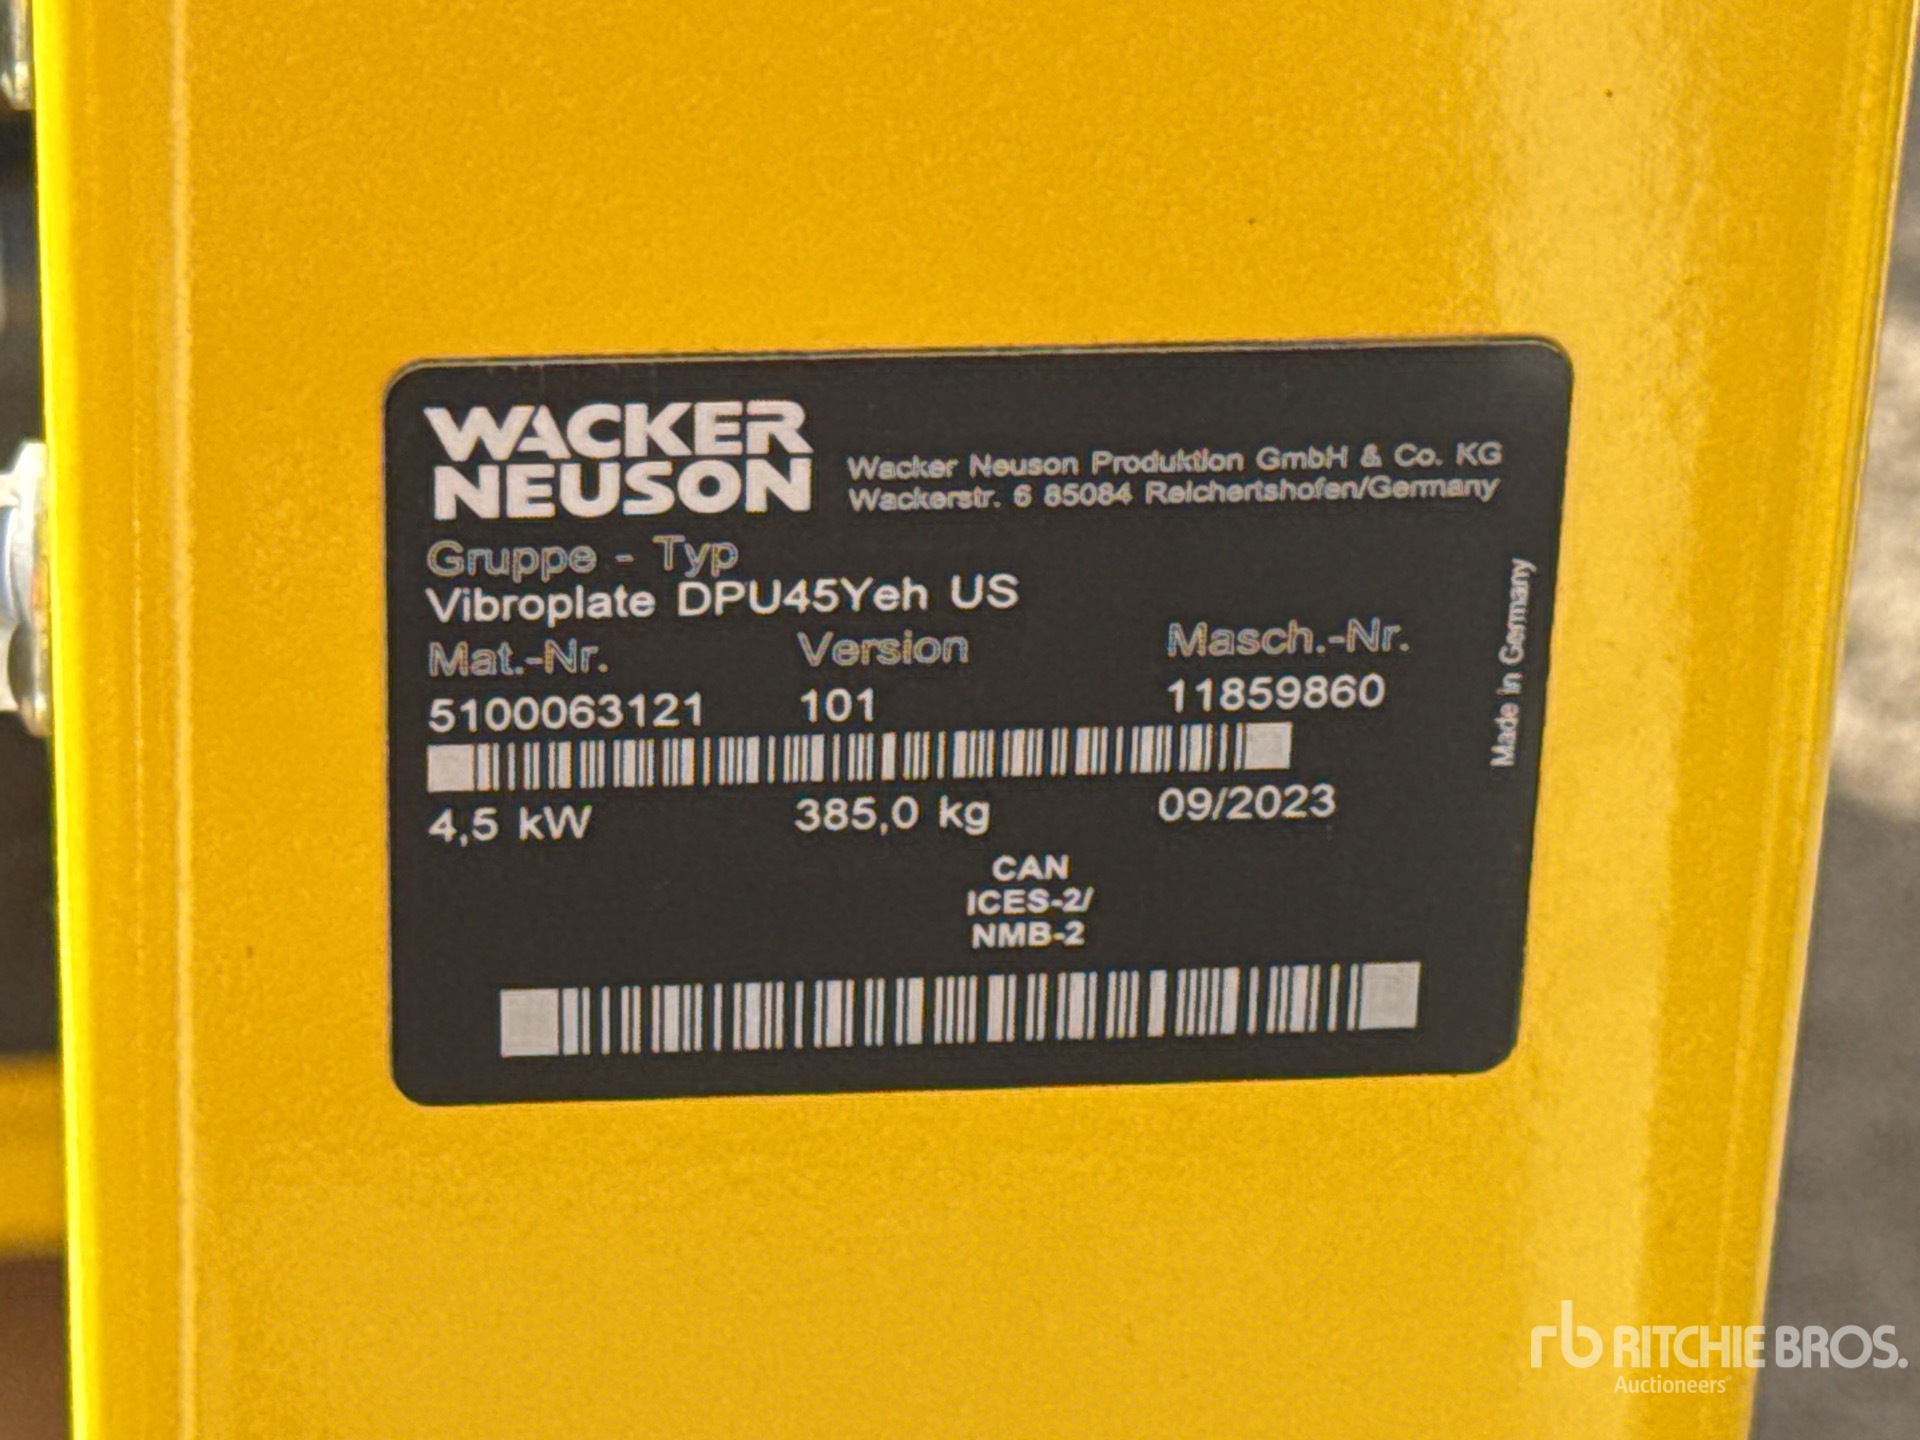 WACKER
NEUSON
Wacker Neuson Produktion GmbH & Co. KG
Wackerstr. 6 85084 Reichertshofen/Germany
Gruppe - Typ
Vibroplate DPU45Yeh US
Mat.-Nr. Version Masch.-Nr.
5100063121 101 11859860
4,5 kW 385,0 kg 09/2023
CAN
ICES-2/
NMB-2
Made in Germany
rb RITCHIE BROS.
Auctioneers